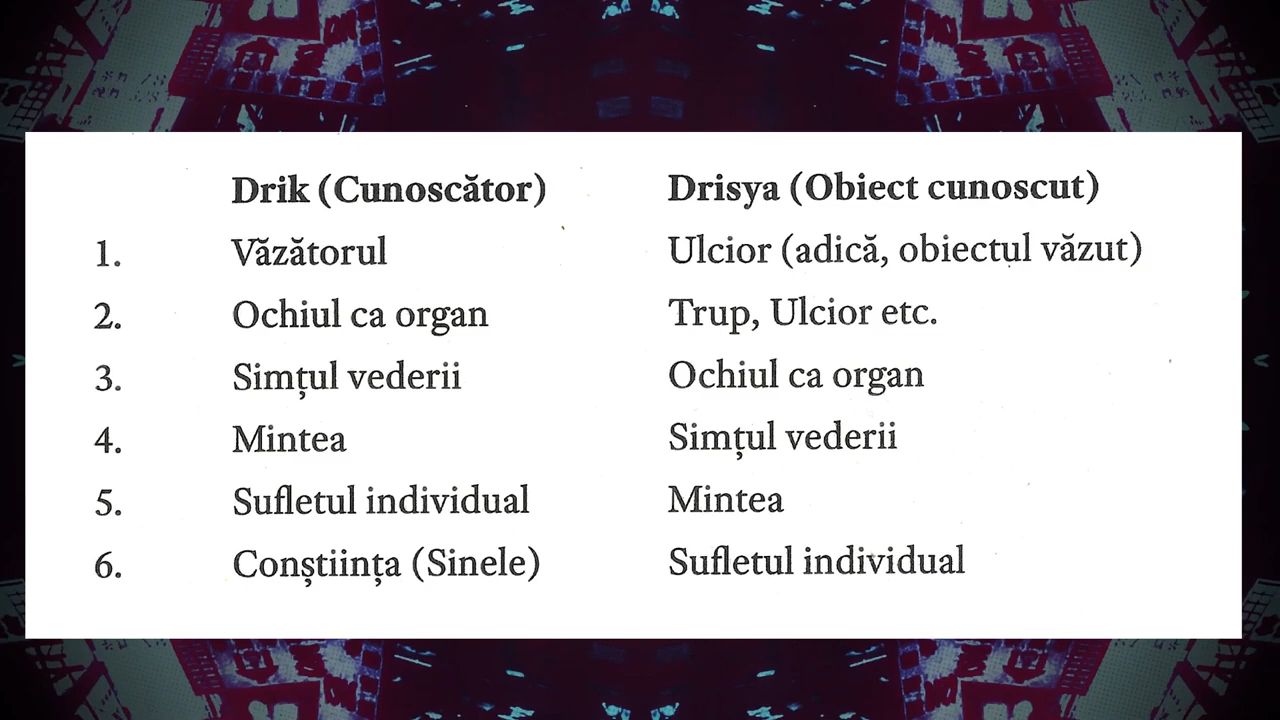 Drik (Cunoscător) Drisya (Obiect cunoscut)
1. Văzătorul Ulcior (adică, obiectul văzut)
2. Ochiul ca organ Trup, Ulcior etc.
3. Simțul vederii Ochiul ca organ
4. Mintea Simțul vederii
5. Sufletul individual Mintea
6. Conștiința (Sinele) Sufletul individual